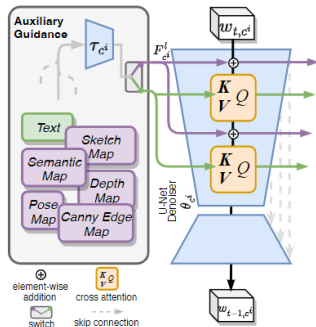 Auxiliary
Guidance
τ_{c^i}
F^l_{c^i}
w_{t,c^i}
Text
Sketch
Map
Semantic
Map
Depth
Map
Pose
Map
Canny Edge
Map
K
V
Q
K
V
Q
U-Net
Denoiser
θ_{c^i}
w_{t-1,c^i}
element-wise
addition
switch
K
V
Q
cross attention
skip connection